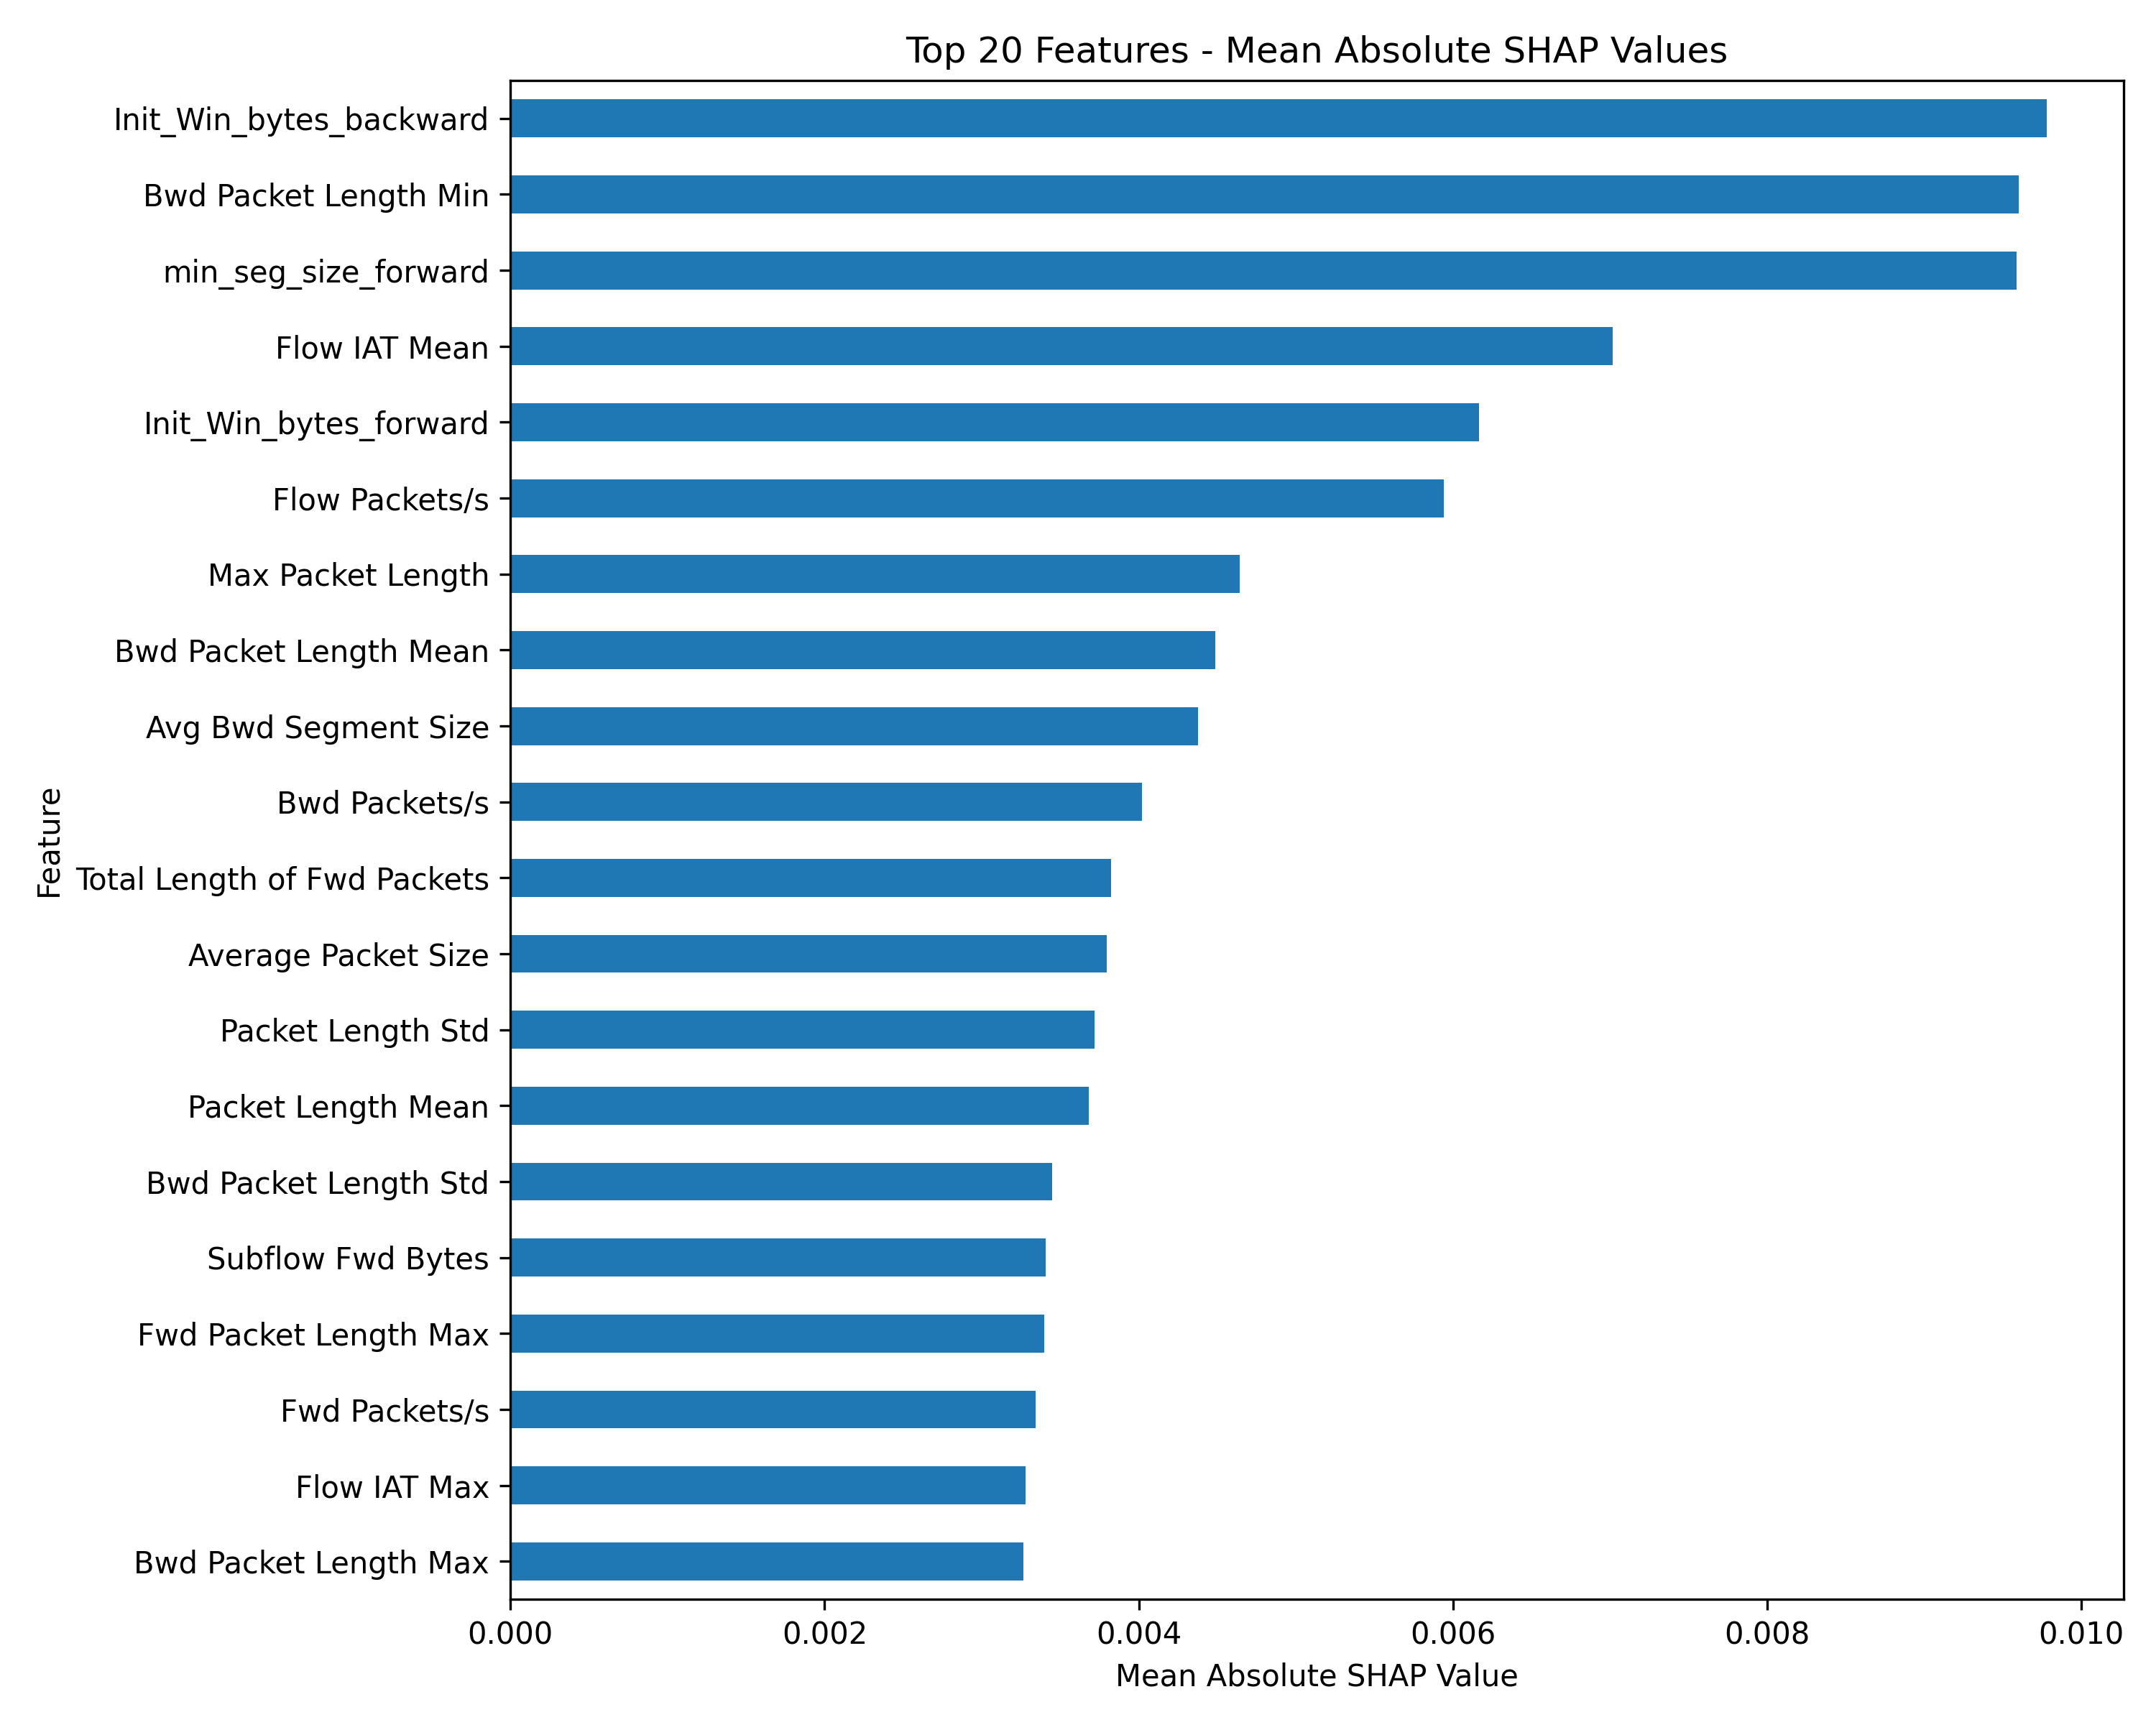 Top 20 Features - Mean Absolute SHAP Values
Feature
Init_Win_bytes_backward
Bwd Packet Length Min
min_seg_size_forward
Flow IAT Mean
Init_Win_bytes_forward
Flow Packets/s
Max Packet Length
Bwd Packet Length Mean
Avg Bwd Segment Size
Bwd Packets/s
Total Length of Fwd Packets
Average Packet Size
Packet Length Std
Packet Length Mean
Bwd Packet Length Std
Subflow Fwd Bytes
Fwd Packet Length Max
Fwd Packets/s
Flow IAT Max
Bwd Packet Length Max
0.000 0.002 0.004 0.006 0.008 0.010
Mean Absolute SHAP Value